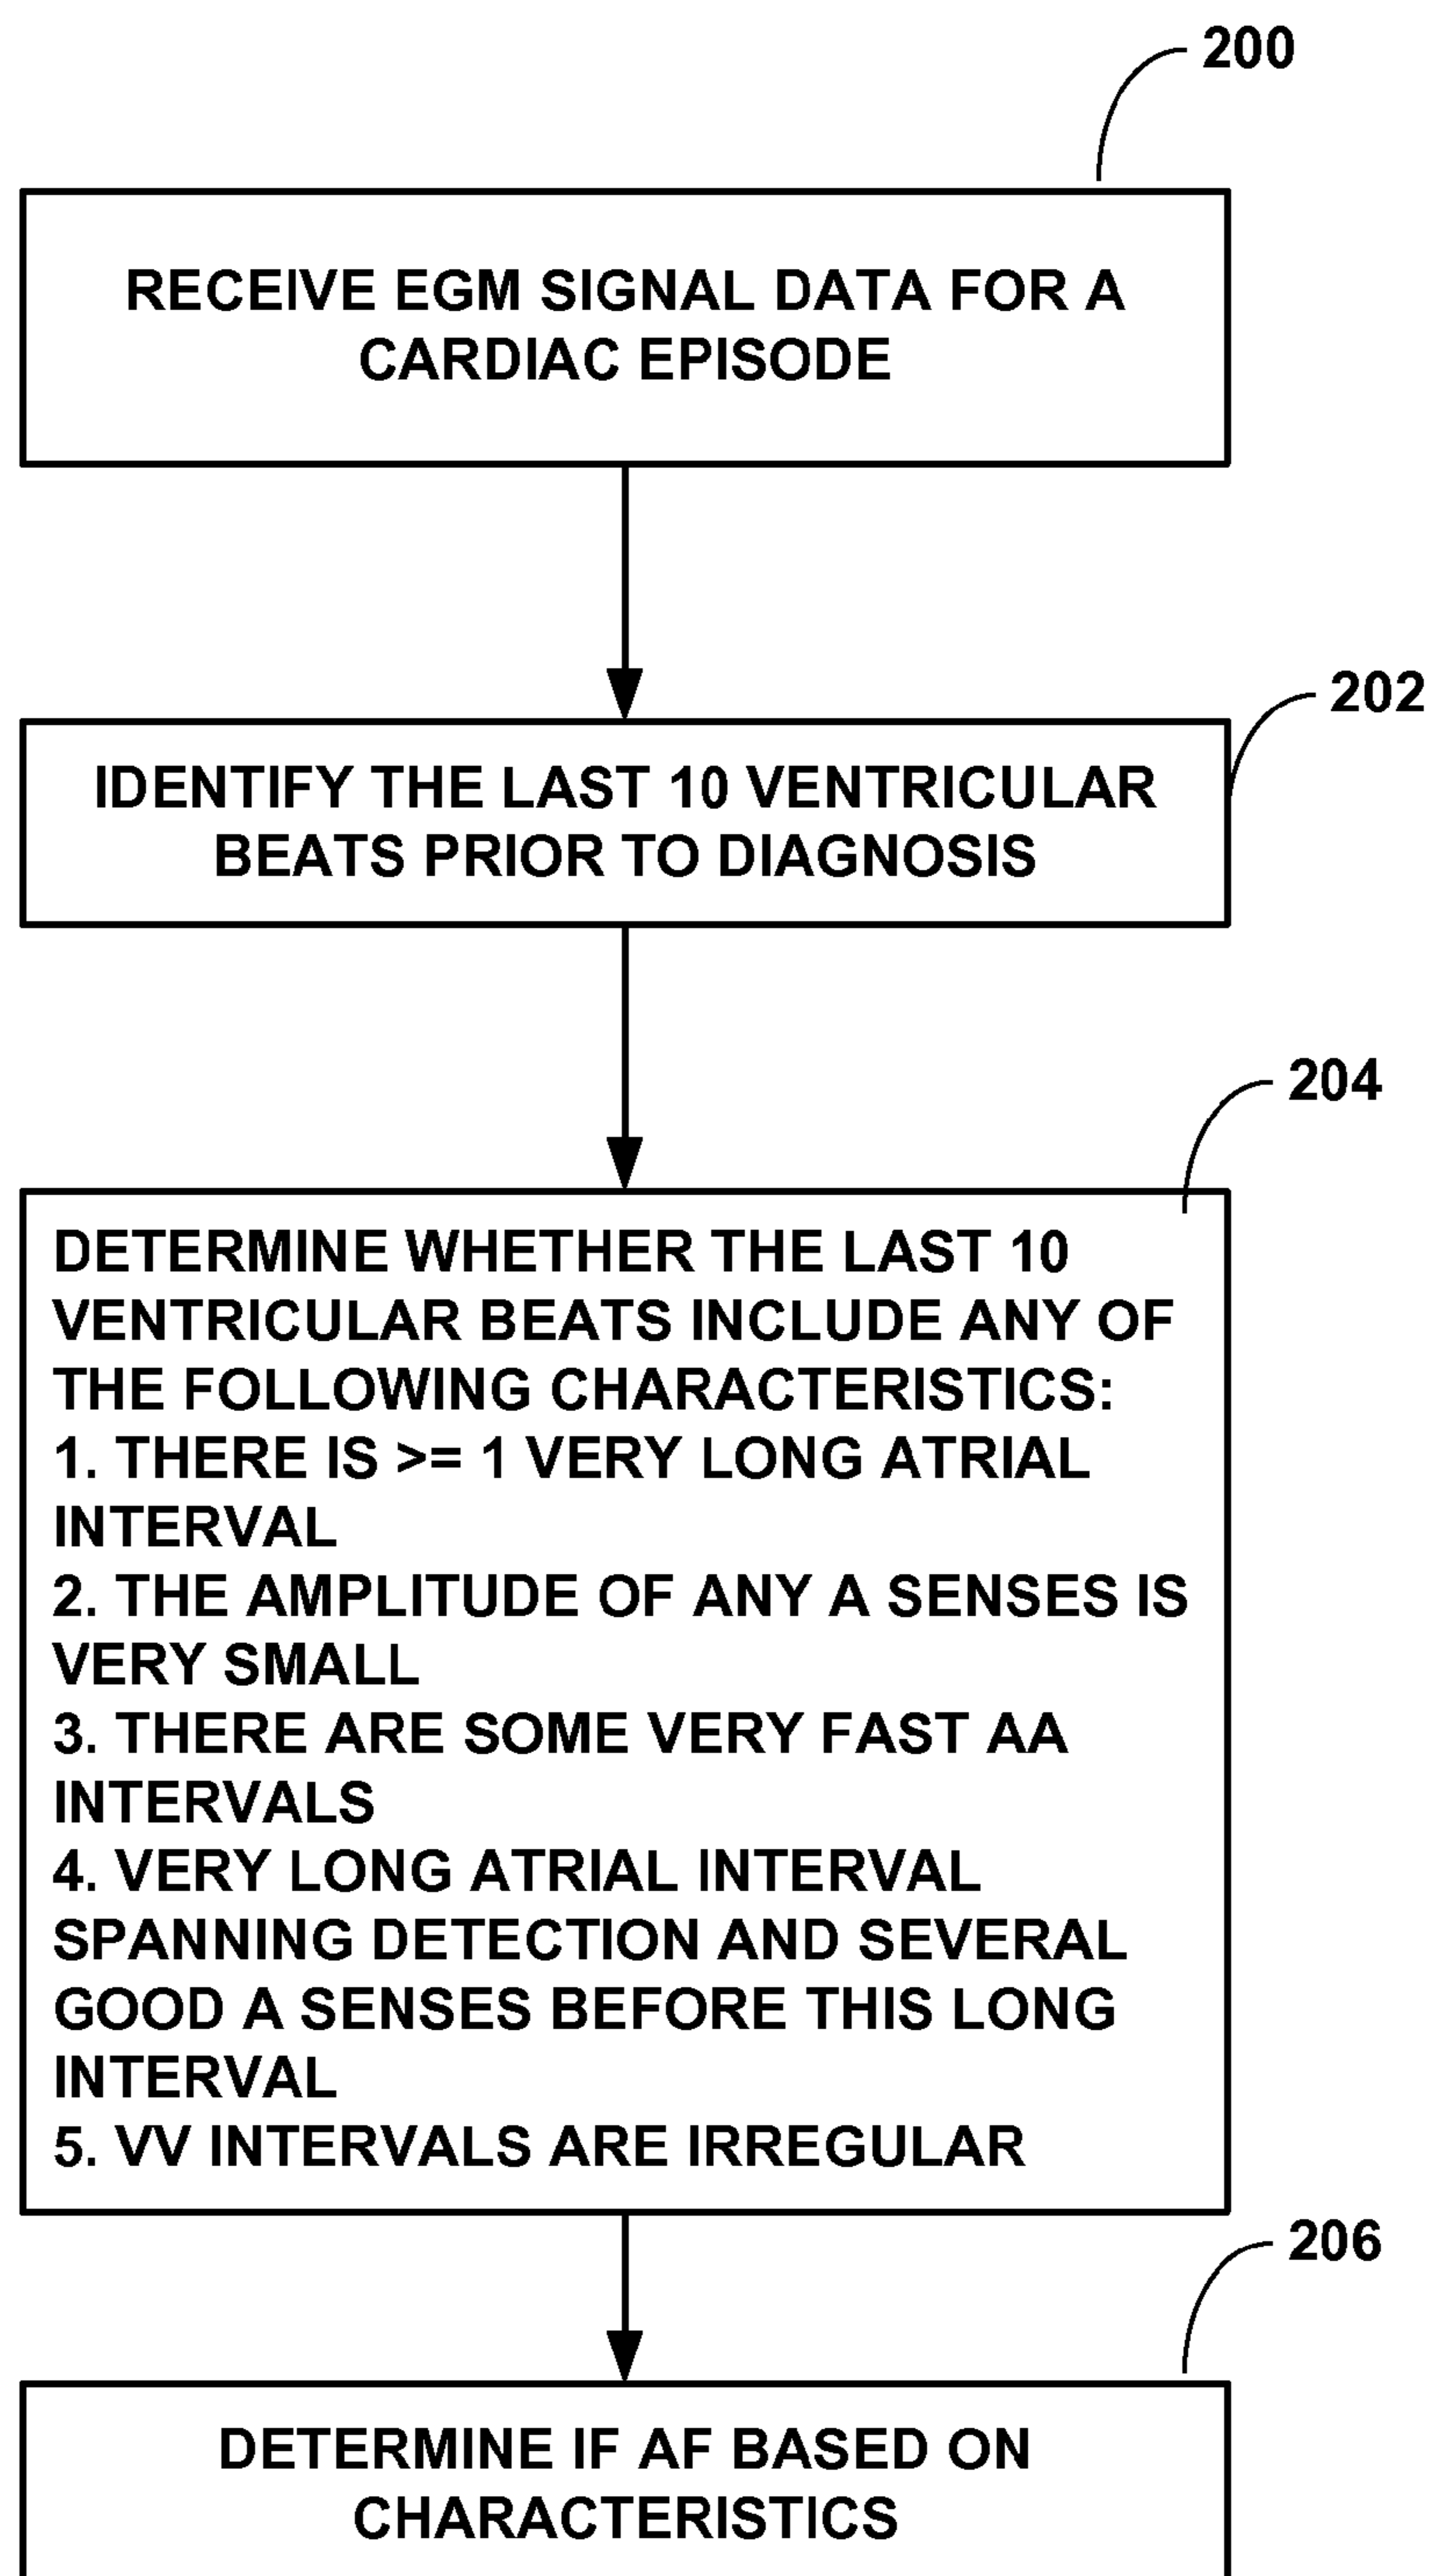 200
RECEIVE EGM SIGNAL DATA FOR A
CARDIAC EPISODE
202
IDENTIFY THE LAST 10 VENTRICULAR
BEATS PRIOR TO DIAGNOSIS
204
DETERMINE WHETHER THE LAST 10
VENTRICULAR BEATS INCLUDE ANY OF
THE FOLLOWING CHARACTERISTICS:
1. THERE IS >= 1 VERY LONG ATRIAL
INTERVAL
2. THE AMPLITUDE OF ANY A SENSES IS
VERY SMALL
3. THERE ARE SOME VERY FAST AA
INTERVALS
4. VERY LONG ATRIAL INTERVAL
SPANNING DETECTION AND SEVERAL
GOOD A SENSES BEFORE THIS LONG
INTERVAL
5. VV INTERVALS ARE IRREGULAR
206
DETERMINE IF AF BASED ON
CHARACTERISTICS